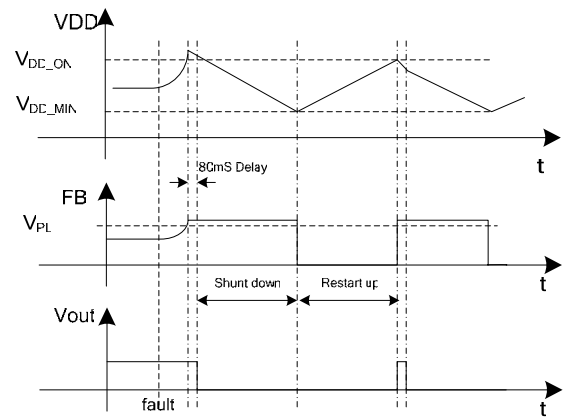 VDD
VDD_ON
VDD_MIN
t
80mS Delay
FB
VPL
Shunt down
Restart up
t
Vout
fault
t